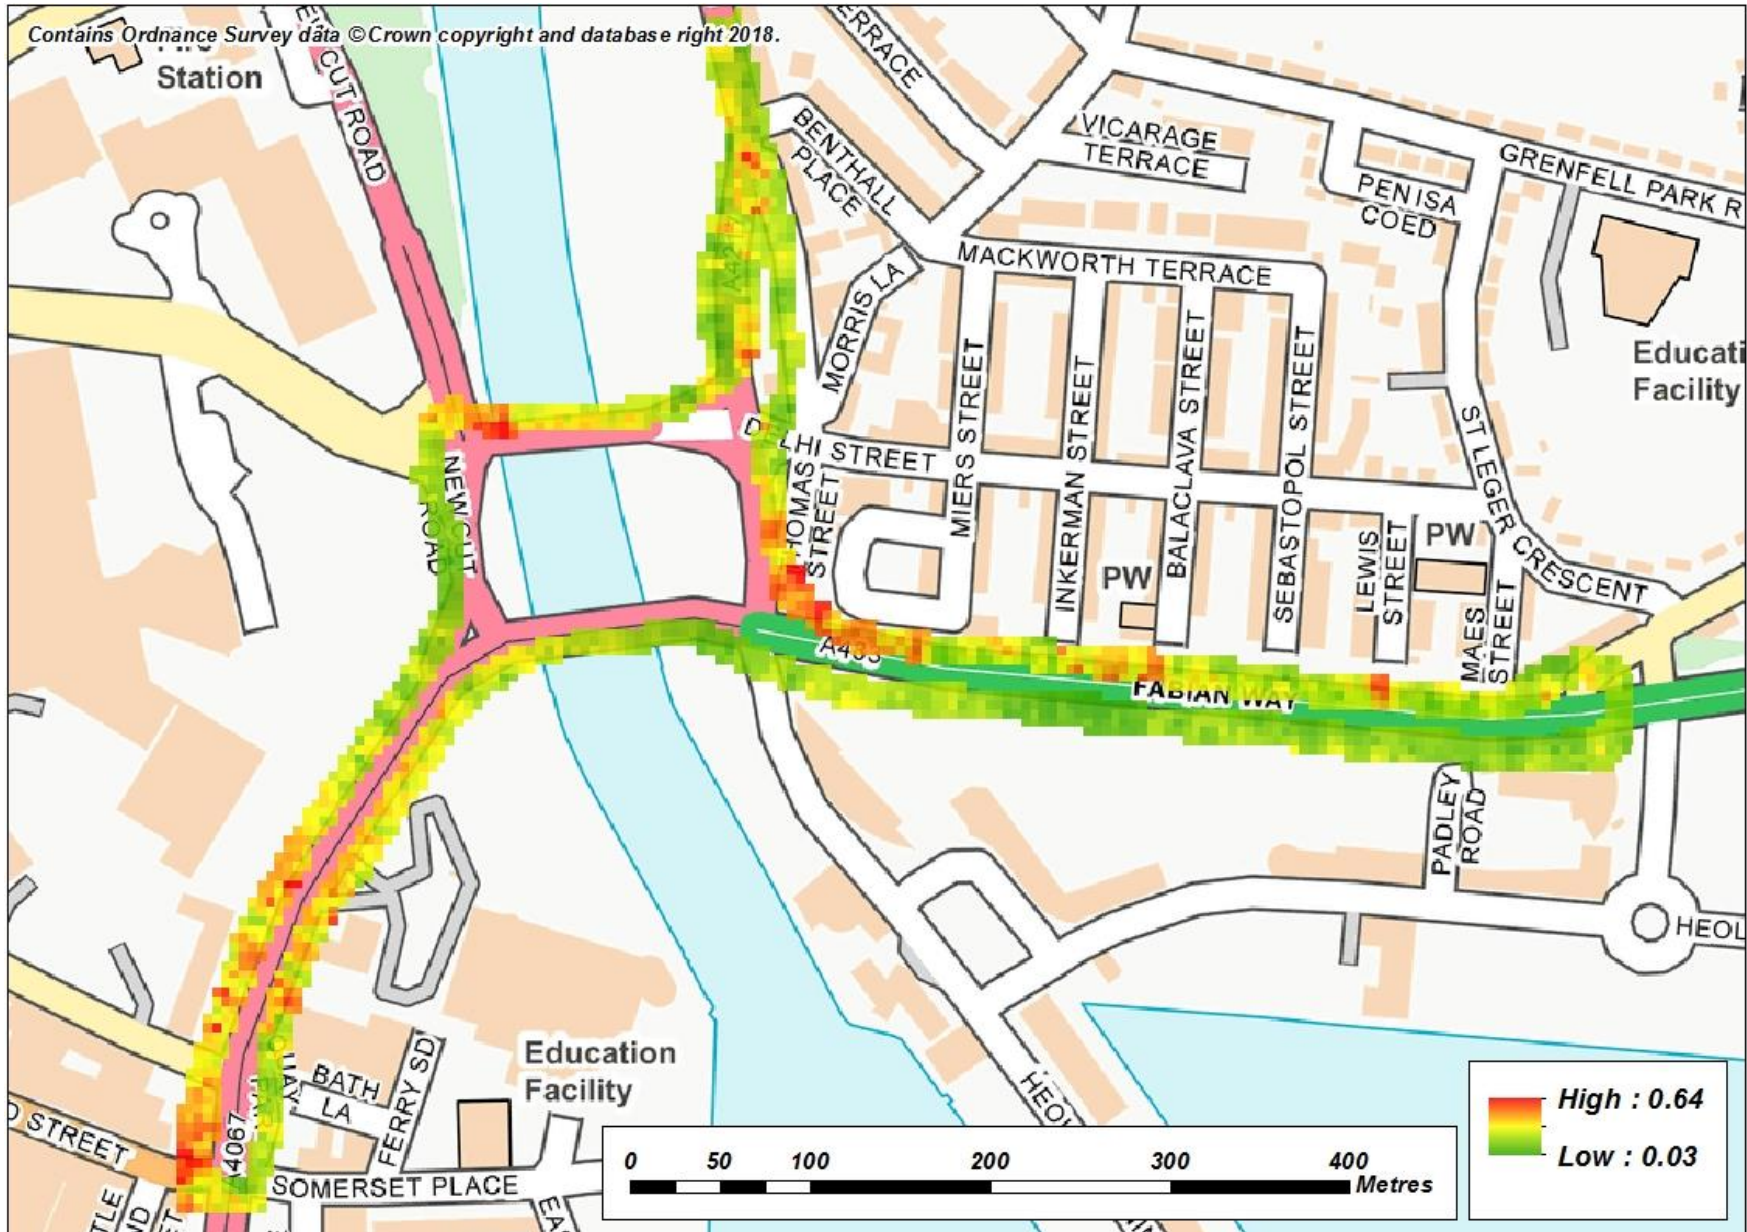 Contains Ordnance Survey data © Crown copyright and database right 2018.
Station
CUT ROAD
ERRACE
BENTHALL
PLACE
VICARAGE
TERRACE
PEN ISA
COED
GRENFELL PARK R
MACKWORTH TERRACE
MORRIS LA
Educati
Facility
MIERS STREET
INKERMAN STREET
BALACLAVA STREET
SEBASTOPOL STREET
ST LEGER CRESCENT
HI STREET
HOMAS
STREET
NEW CUT
ROAD
LEWIS
STREET
PW
PW
MAES
STREET
FABIAN WAY
PADLEY
ROAD
HEOL
BATH
LA
FERRY SD
Education
Facility
HEOL
STREET
A4067
SOMERSET PLACE
High : 0.64
Low : 0.03
0 50 100 200 300 400
Metres